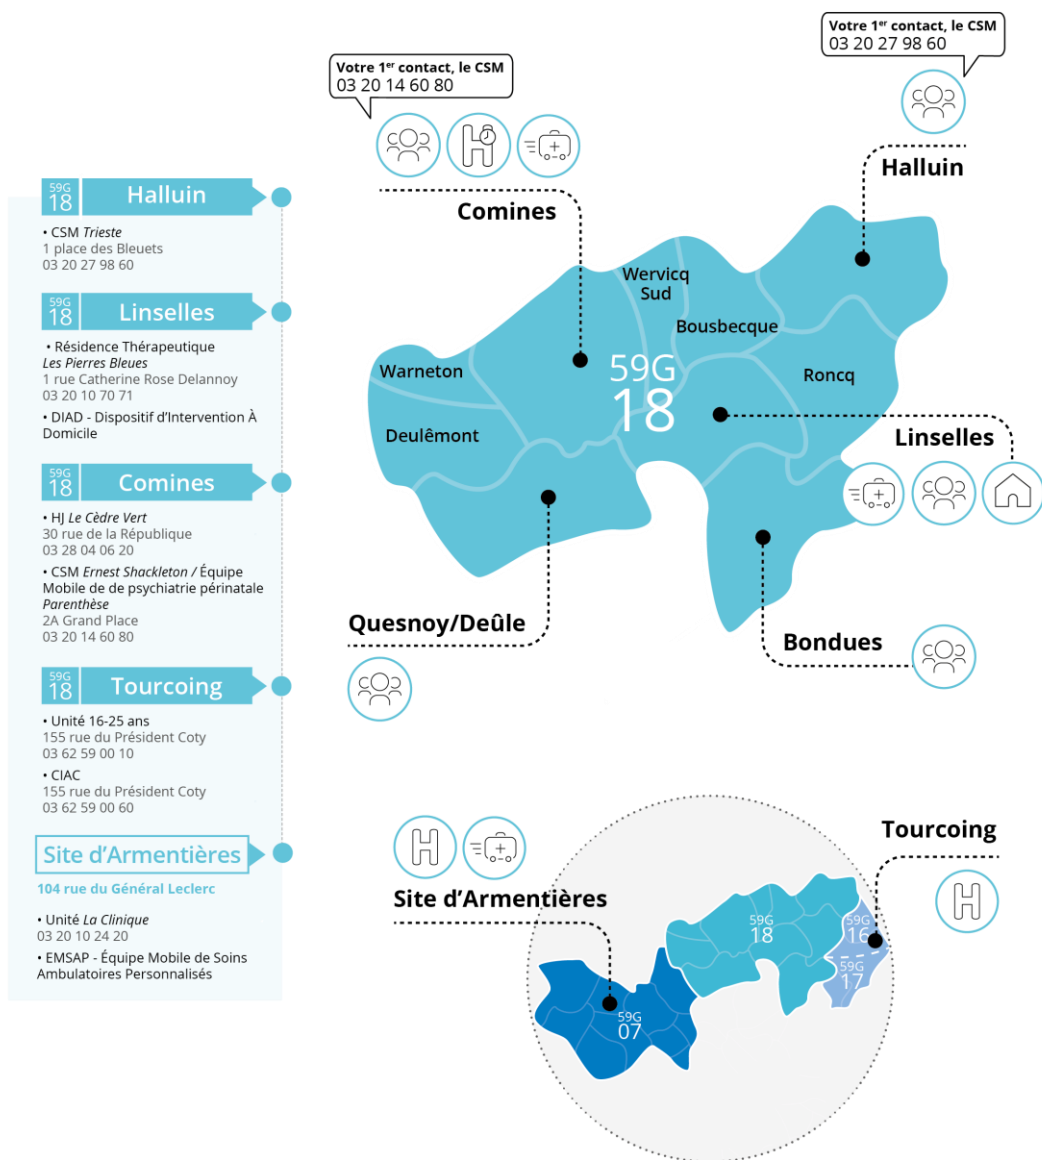 Votre 1er contact, le CSM
03 20 27 98 60
Votre 1er contact, le CSM
03 20 14 60 80
Halluin
Comines
Wervicq
Sud
Bousbecque
Warneton
Roncq
59G
18
Deulêmont
Linselles
Quesnoy/Deûle
Bondues
59G
18
Halluin
• CSM Trieste
1 place des Bleuets
03 20 27 98 60
59G
18
Linselles
• Résidence Thérapeutique
Les Pierres Bleues
1 rue Catherine Rose Delannoy
03 20 10 70 71
• DIAD - Dispositif d’Intervention À
Domicile
59G
18
Comines
• HJ Le Cèdre Vert
30 rue de la République
03 28 04 06 20
• CSM Ernest Shackleton / Équipe
Mobile de de psychiatrie périnatale
Parenthèse
2A Grand Place
03 20 14 60 80
59G
18
Tourcoing
• Unité 16-25 ans
155 rue du Président Coty
03 62 59 00 10
• CIAC
155 rue du Président Coty
03 62 59 00 60
Site d’Armentières
104 rue du Général Leclerc
• Unité La Clinique
03 20 10 24 20
• EMSAP - Équipe Mobile de Soins
Ambulatoires Personnalisés
Tourcoing
Site d’Armentières
59G
18
59G
16
59G
17
59G
07